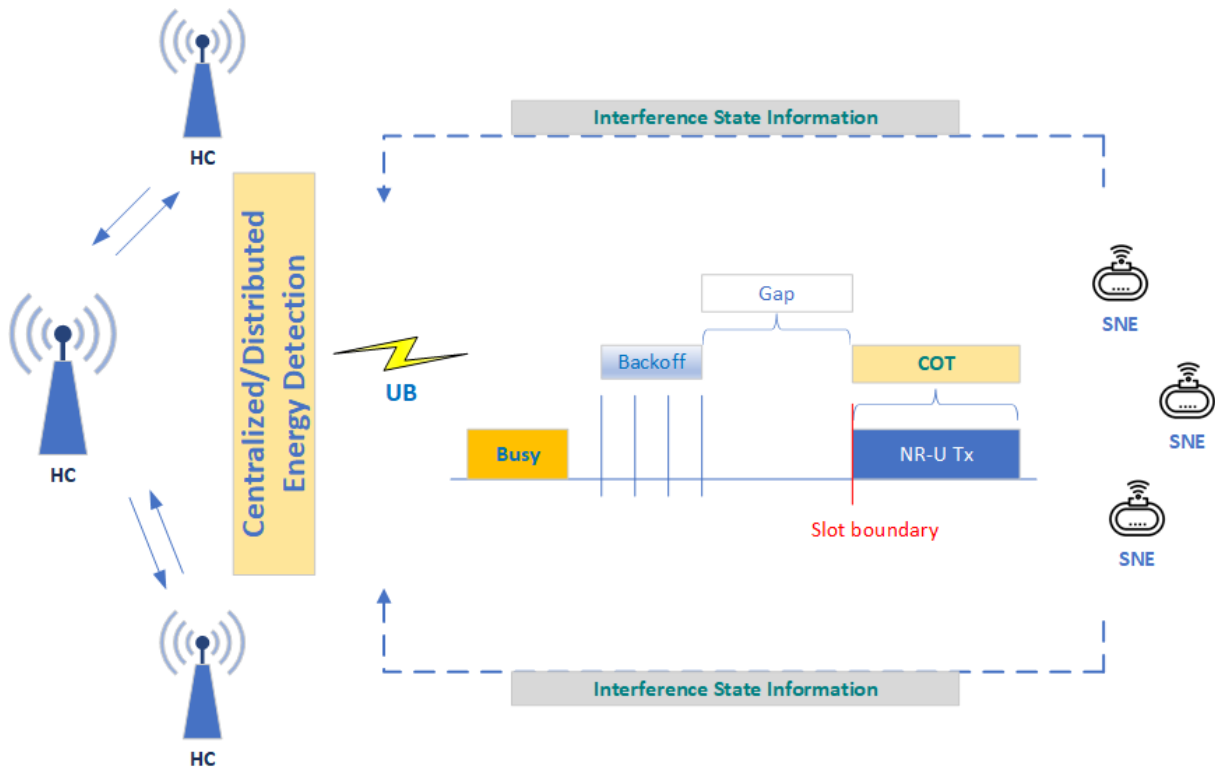 HC
Interference State Information
Centralized/Distributed
Energy Detection
HC
HC
UB
Busy
Backoff
Gap
COT
NR-U Tx
Slot boundary
SNE
SNE
SNE
Interference State Information